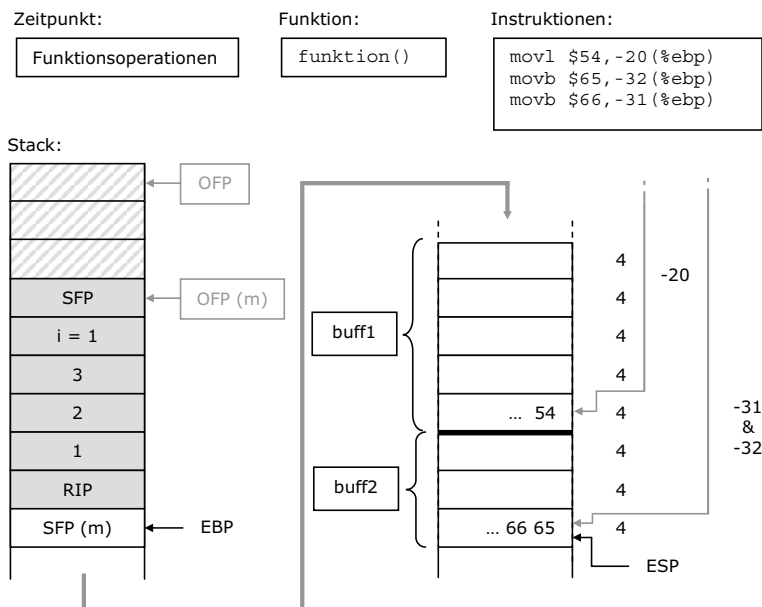 Zeitpunkt:
Funktion:
Instruktionen:
Funktionsoperationen
funktion()
movl $54,-20(%ebp)
movb $65,-32(%ebp)
movb $66,-31(%ebp)
Stack:
OFP
SFP
OFP (m)
i = 1
3
2
1
RIP
SFP (m)
EBP
buff1
buff2
4
4
4
4
... 54
4
4
4
... 66 65
4
-20
-31
&
-32
ESP